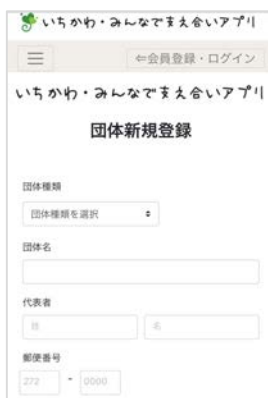 いちかわ・みんなでまえ合いアプリ
⇐会員登録・ログイン
いちかわ・みんなでまえ合いアプリ
団体新規登録
団体種類
団体種類を選択
団体名
代表者
姓 名
郵便番号
272 - 0000